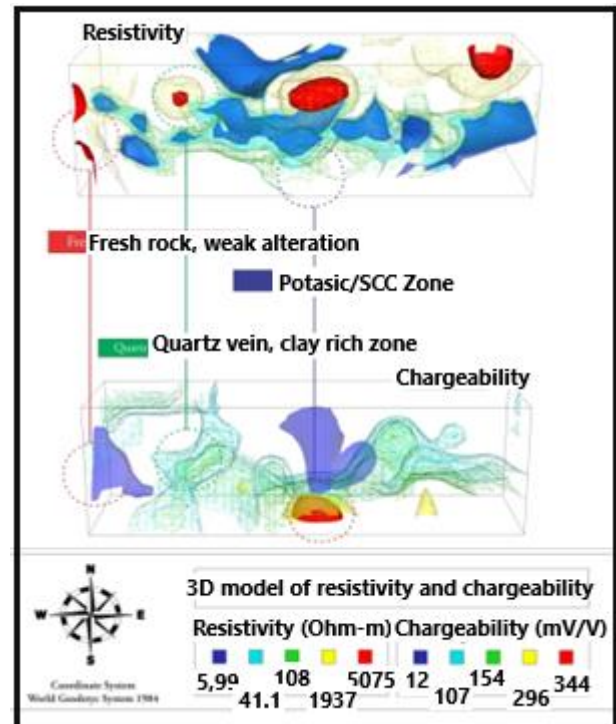 Resistivity
Fresh rock, weak alteration
Potasic/SCC Zone
Quartz vein, clay rich zone
Chargeability
N
W E
S
Coordinate System
World Geodesyc System 1984
3D model of resistivity and chargeability
Resistivity (Ohm-m) Chargeability (mV/V)
5,99 41.1 108 1937 5075 12 107 154 296 344